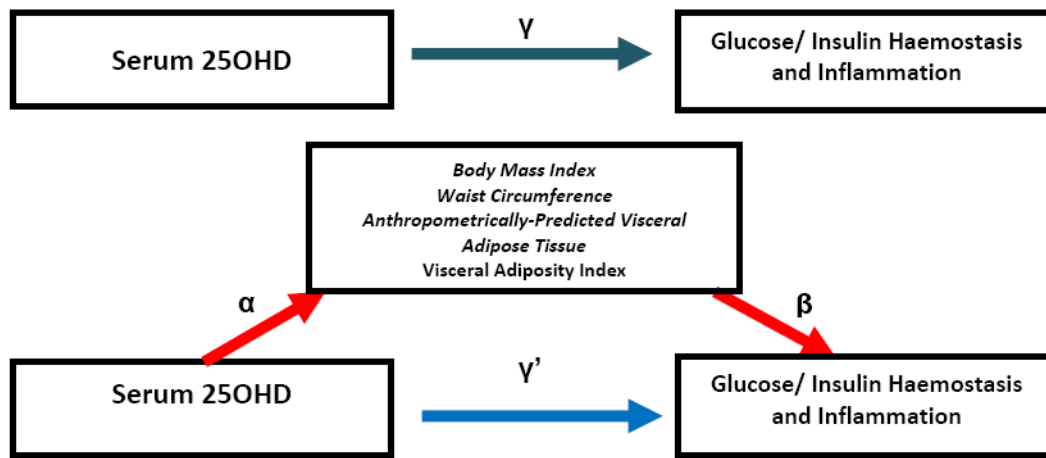 γ
Serum 25OHD
Glucose/ Insulin Haemostasis
and Inflammation
Body Mass Index
Waist Circumference
Anthropometrically-Predicted Visceral
Adipose Tissue
Visceral Adiposity Index
α
β
γ’
Serum 25OHD
Glucose/ Insulin Haemostasis
and Inflammation